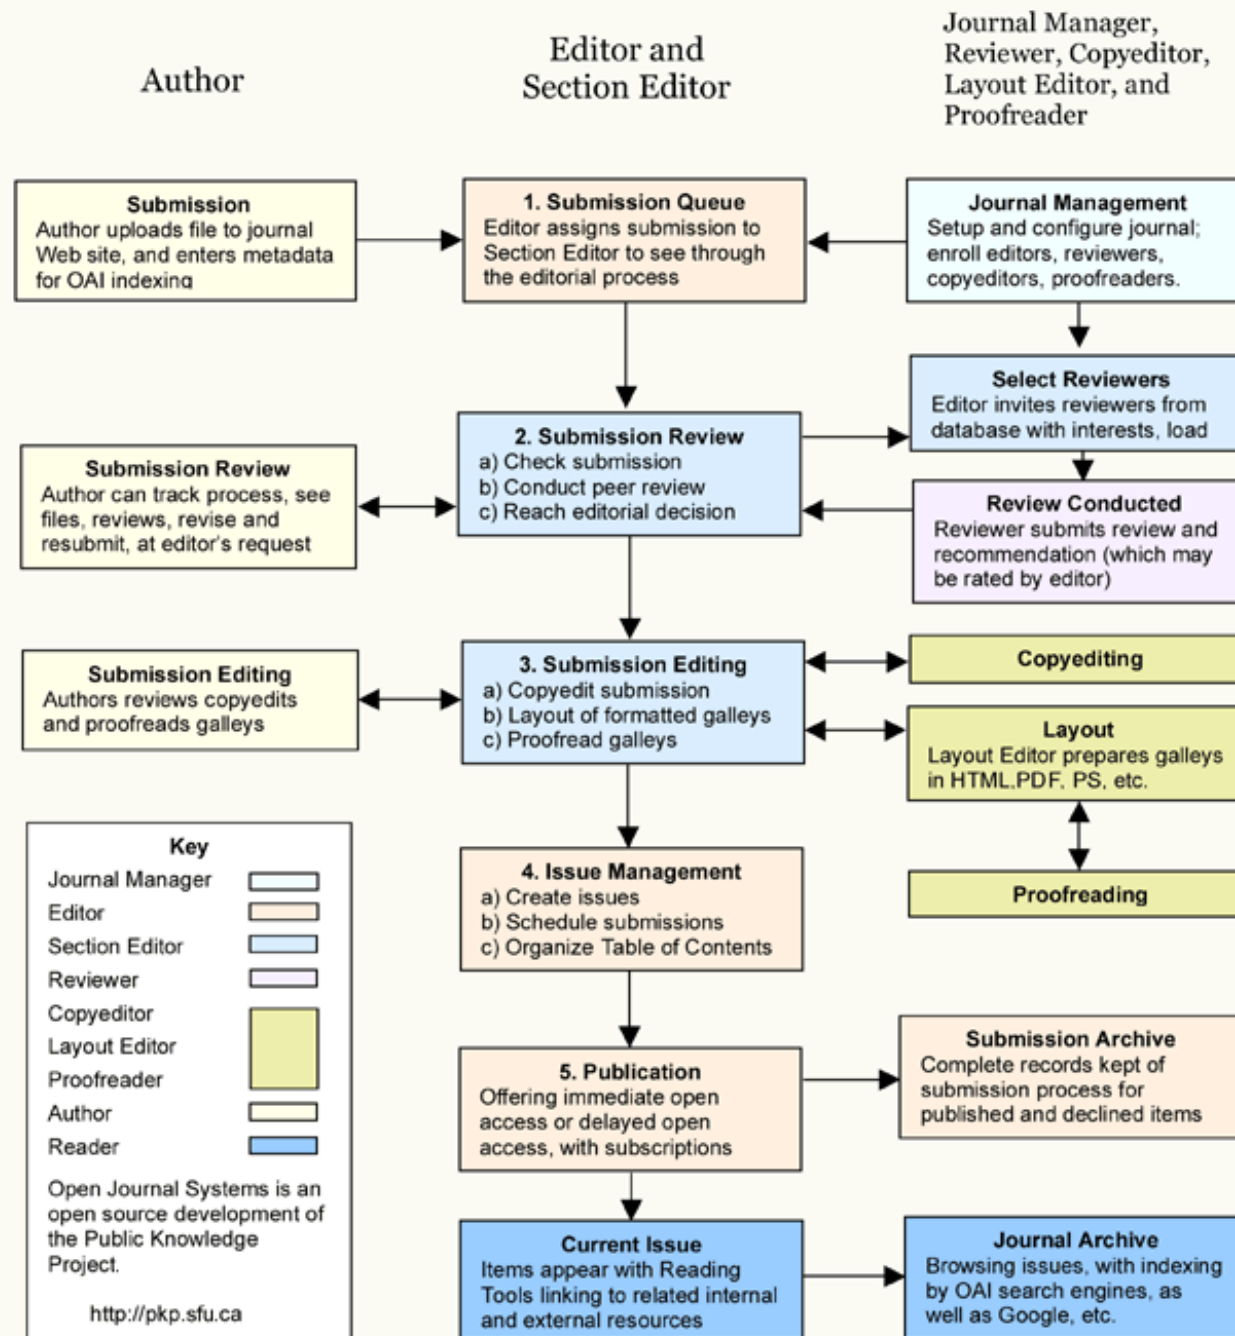 Author
Editor and
Section Editor
Journal Manager,
Reviewer, Copyeditor,
Layout Editor, and
Proofreader
Submission
Author uploads file to journal
Web site, and enters metadata
for OAI indexing
1. Submission Queue
Editor assigns submission to
Section Editor to see through
the editorial process
Journal Management
Setup and configure journal;
enroll editors, reviewers,
copyeditors, proofreaders.
Select Reviewers
Editor invites reviewers from
database with interests, load
Submission Review
Author can track process, see
files, reviews, revise and
resubmit, at editor's request
2. Submission Review
a) Check submission
b) Conduct peer review
c) Reach editorial decision
Review Conducted
Reviewer submits review and
recommendation (which may
be rated by editor)
Submission Editing
Authors reviews copyedits
and proofreads galleys
3. Submission Editing
a) Copyedit submission
b) Layout of formatted galleys
c) Proofread galleys
Copyediting
Layout
Layout Editor prepares galleys
in HTML,PDF, PS, etc.
Proofreading
Key
Journal Manager
Editor
Section Editor
Reviewer
Copyeditor
Layout Editor
Proofreader
Author
Reader
Open Journal Systems is an
open source development of
the Public Knowledge
Project.
http://pkp.sfu.ca
4. Issue Management
a) Create issues
b) Schedule submissions
c) Organize Table of Contents
5. Publication
Offering immediate open
access or delayed open
access, with subscriptions
Submission Archive
Complete records kept of
submission process for
published and declined items
Current Issue
Items appear with Reading
Tools linking to related internal
and external resources
Journal Archive
Browsing issues, with indexing
by OAI search engines, as
well as Google, etc.